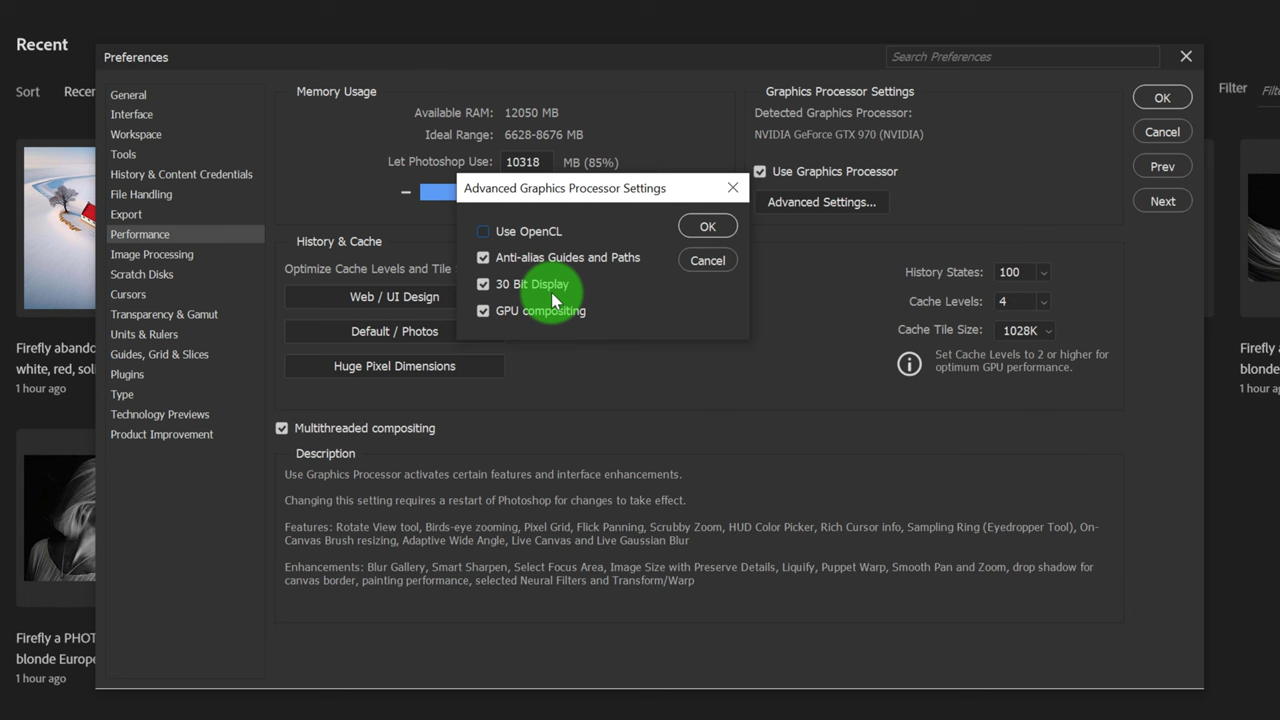 Recent
Sort
Recen
Filter
Filt
Firefly abando
white, red, soli
1 hour ago
Firefly a PHOT
blonde Europe
1 hour ago
Firefly a
blonde
1 hour a
Preferences
Search Preferences
General
Interface
Workspace
Tools
History & Content Credentials
File Handling
Export
Performance
Image Processing
Scratch Disks
Cursors
Transparency & Gamut
Units & Rulers
Guides, Grid & Slices
Plugins
Type
Technology Previews
Product Improvement
Memory Usage
Available RAM: 12050 MB
Ideal Range: 6628-8676 MB
Let Photoshop Use: 10318 MB (85%)
Graphics Processor Settings
Detected Graphics Processor:
NVIDIA GeForce GTX 970 (NVIDIA)
Use Graphics Processor
Advanced Settings...
OK
Cancel
Prev
Next
Advanced Graphics Processor Settings
Use OpenCL
Anti-alias Guides and Paths
30 Bit Display
GPU compositing
OK
Cancel
History & Cache
Optimize Cache Levels and Tile
Web / UI Design
Default / Photos
Huge Pixel Dimensions
History States: 100
Cache Levels: 4
Cache Tile Size: 1028K
Set Cache Levels to 2 or higher for
optimum GPU performance.
Multithreaded compositing
Description
Use Graphics Processor activates certain features and interface enhancements.
Changing this setting requires a restart of Photoshop for changes to take effect.
Features: Rotate View tool, Birds-eye zooming, Pixel Grid, Flick Panning, Scrubby Zoom, HUD Color Picker, Rich Cursor info, Sampling Ring (Eyedropper Tool), On-
Canvas Brush resizing, Adaptive Wide Angle, Live Canvas and Live Gaussian Blur
Enhancements: Blur Gallery, Smart Sharpen, Select Focus Area, Image Size with Preserve Details, Liquify, Puppet Warp, Smooth Pan and Zoom, drop shadow for
canvas border, painting performance, selected Neural Filters and Transform/Warp